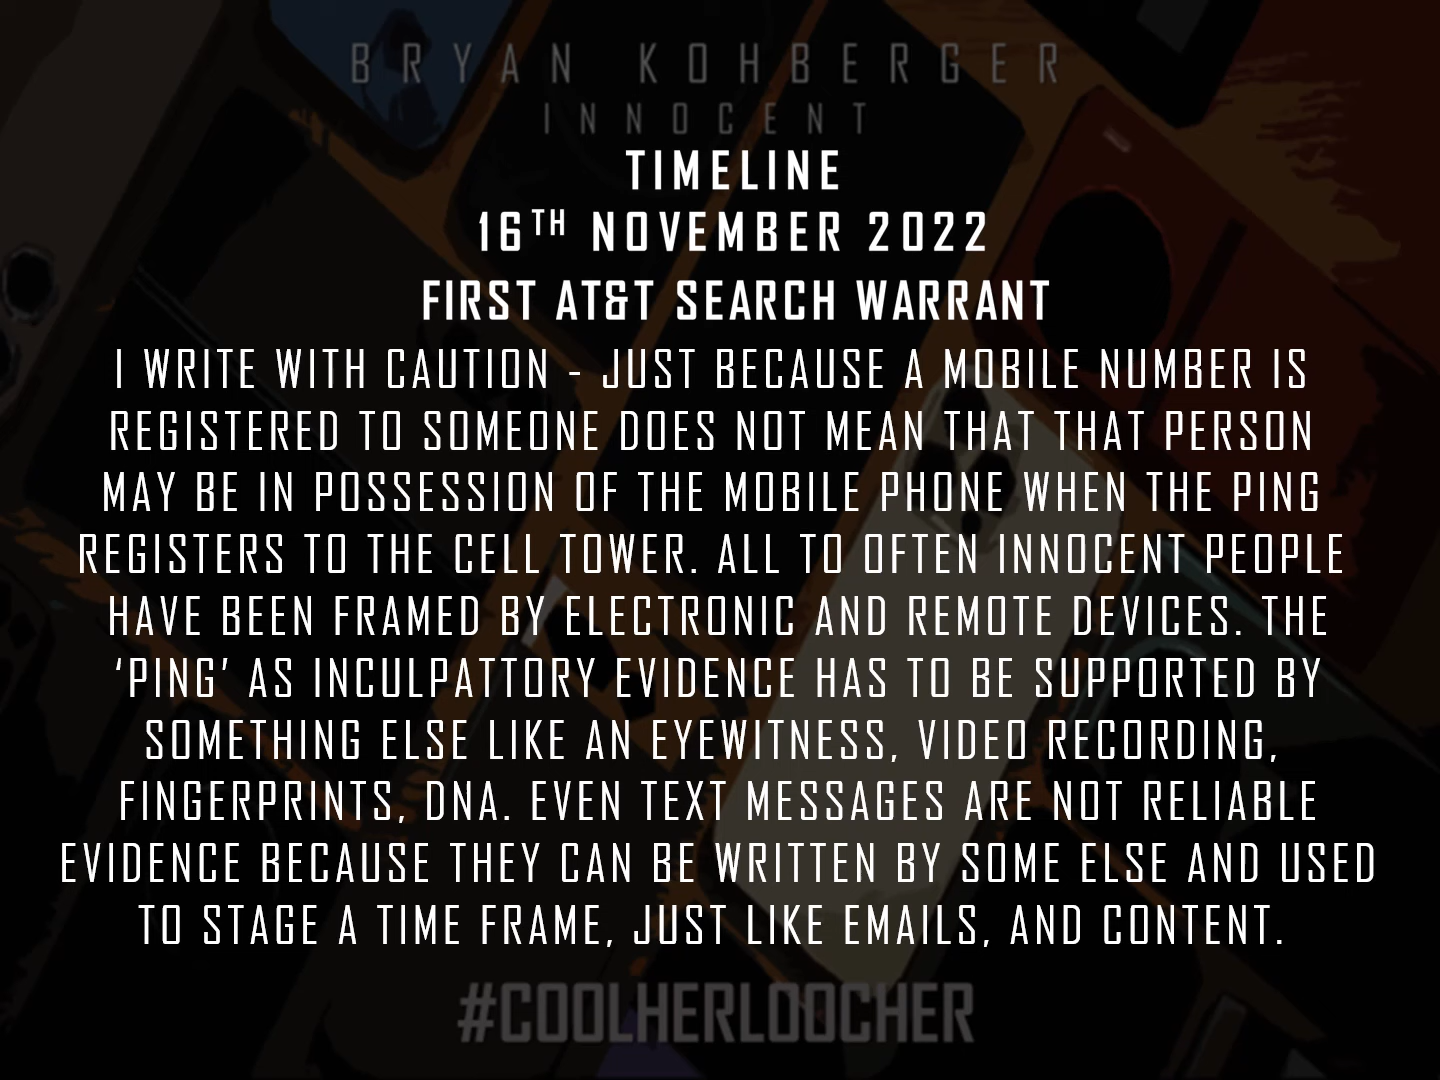 BRYAN KOHBERGER
INNOCENT
TIMELINE
16TH NOVEMBER 2022
FIRST AT&T SEARCH WARRANT
I WRITE WITH CAUTION - JUST BECAUSE A MOBILE NUMBER IS
REGISTERED TO SOMEONE DOES NOT MEAN THAT THAT PERSON
MAY BE IN POSSESSION OF THE MOBILE PHONE WHEN THE PING
REGISTERS TO THE CELL TOWER. ALL TO OFTEN INNOCENT PEOPLE
HAVE BEEN FRAMED BY ELECTRONIC AND REMOTE DEVICES. THE
‘PING’ AS INCULPATTORY EVIDENCE HAS TO BE SUPPORTED BY
SOMETHING ELSE LIKE AN EYEWITNESS, VIDEO RECORDING,
FINGERPRINTS, DNA. EVEN TEXT MESSAGES ARE NOT RELIABLE
EVIDENCE BECAUSE THEY CAN BE WRITTEN BY SOME ELSE AND USED
TO STAGE A TIME FRAME, JUST LIKE EMAILS, AND CONTENT.
#COOLHERLOOCHER